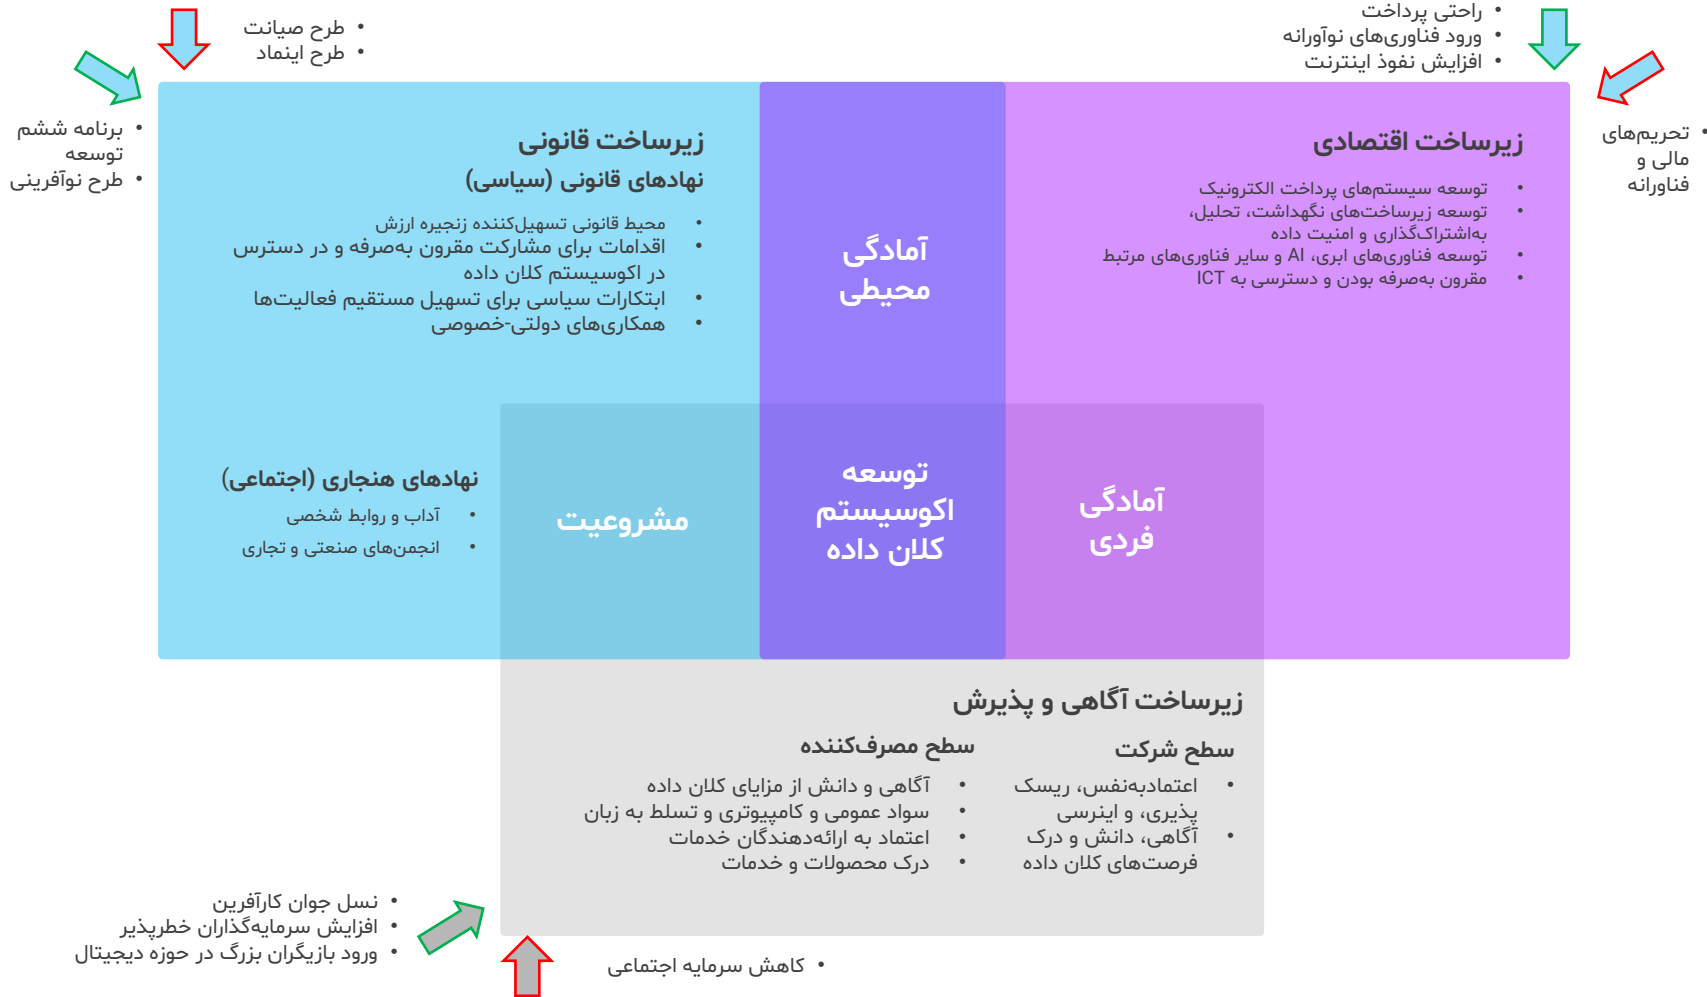 • راحتی پرداخت
• ورود فناوری‌های نوآورانه
• افزایش نفوذ اینترنت
• تحریم‌های
مالی و
فناورانه
• طرح صیانت
• طرح اینماد
• برنامه ششم
توسعه
• طرح نوآفرینی
زیرساخت اقتصادی
• توسعه سیستم‌های پرداخت الکترونیک
• توسعه زیرساخت‌های نگهداشت، تحلیل،
به‌اشتراک‌گذاری و امنیت داده
• توسعه فناوری‌های ابری، AI و سایر فناوری‌های مرتبط
• مقرون به‌صرفه بودن و دسترسی به ICT
آمادگی
محیطی
زیرساخت قانونی
نهادهای قانونی (سیاسی)
• محیط قانونی تسهیل‌کننده زنجیره ارزش
• اقدامات برای مشارکت مقرون به‌صرفه و در دسترس
در اکوسیستم کلان داده
• ابتکارات سیاسی برای تسهیل مستقیم فعالیت‌ها
• همکاری‌های دولتی-خصوصی
آمادگی
فردی
توسعه
اکوسیستم
کلان داده
مشروعیت
نهادهای هنجاری (اجتماعی)
• آداب و روابط شخصی
• انجمن‌های صنعتی و تجاری
زیرساخت آگاهی و پذیرش
سطح شرکت
• اعتمادبه‌نفس، ریسک
پذیری، و اینرسی
• آگاهی، دانش و درک
فرصت‌های کلان داده
سطح مصرف‌کننده
• آگاهی و دانش از مزایای کلان داده
• سواد عمومی و کامپیوتری و تسلط به زبان
• اعتماد به ارائه‌دهندگان خدمات
• درک محصولات و خدمات
• نسل جوان کارآفرین
• افزایش سرمایه‌گذاران خطرپذیر
• ورود بازیگران بزرگ در حوزه دیجیتال
• کاهش سرمایه اجتماعی